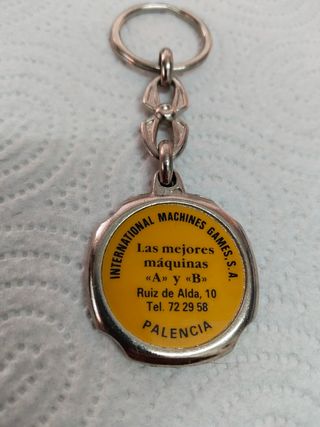 INTERNATIONAL MACHINES GAMES, S. A.
Las mejores
máquinas
«A» y «B»
Ruiz de Alda, 10
Tel. 72 29 58
PALENCIA